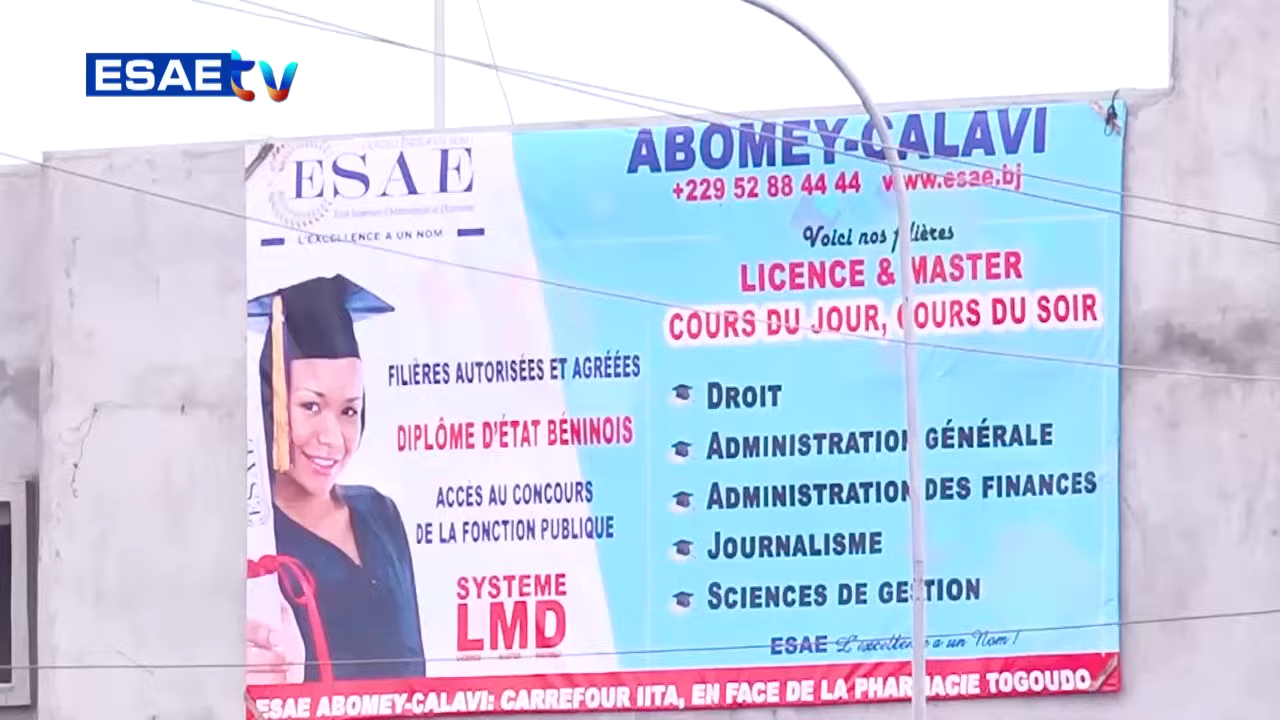 ESAEtv
ESAE
L'EXCELLENCE A UN NOM
ABOMEY-CALAVI
+229 52 88 44 44 www.esae.bj
Voici nos filières
LICENCE & MASTER
COURS DU JOUR, COURS DU SOIR
FILIÈRES AUTORISÉES ET AGRÉÉES
DIPLÔME D'ÉTAT BÉNINOIS
ACCÈS AU CONCOURS
DE LA FONCTION PUBLIQUE
SYSTEME
LMD
DROIT
ADMINISTRATION GÉNÉRALE
ADMINISTRATION DES FINANCES
JOURNALISME
SCIENCES DE GESTION
ESAE L'excellence a un Nom !
ESAE ABOMEY-CALAVI: CARREFOUR IITA, EN FACE DE LA PHARMACIE TOGOUDO